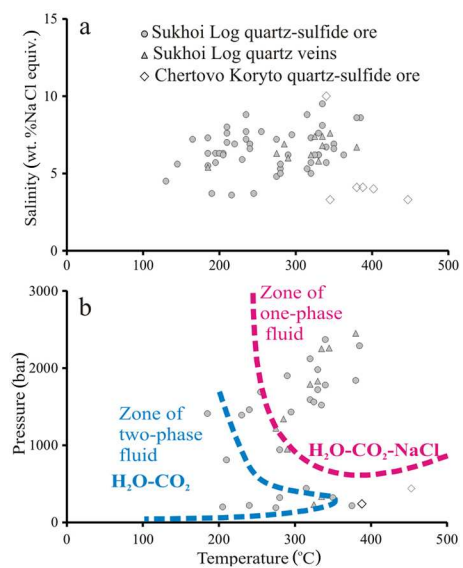 a
Sukhoi Log quartz-sulfide ore
Sukhoi Log quartz veins
Chertovo Koryto quartz-sulfide ore
Salinity (wt. %NaCl equiv.)
15
10
5
0
0 100 200 300 400 500
b
Zone of
one-phase
fluid
Zone of
two-phase
fluid
H₂O-CO₂
H₂O-CO₂-NaCl
Pressure (bar)
3000
2000
1000
0
0 100 200 300 400 500
Temperature (°C)